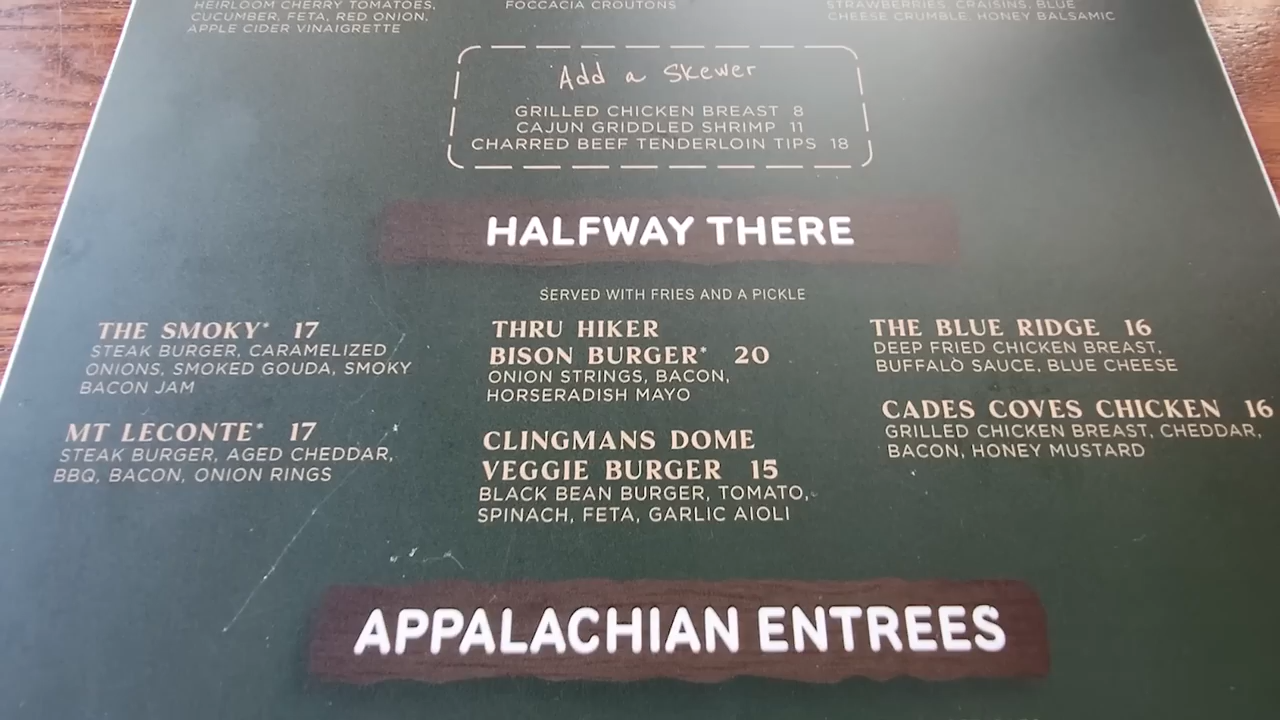 HEIRLOOM CHERRY TOMATOES,
CUCUMBER, FETA, RED ONION,
APPLE CIDER VINAIGRETTE
FOCCACIA CROUTONS
STRAWBERRIES, CRAISINS, BLUE
CHEESE CRUMBLE, HONEY BALSAMIC
Add a Skewer
GRILLED CHICKEN BREAST 8
CAJUN GRIDDLED SHRIMP 11
CHARRED BEEF TENDERLOIN TIPS 18
HALFWAY THERE
SERVED WITH FRIES AND A PICKLE
THE SMOKY* 17
STEAK BURGER, CARAMELIZED
ONIONS, SMOKED GOUDA, SMOKY
BACON JAM
MT LECONTE* 17
STEAK BURGER, AGED CHEDDAR,
BBQ, BACON, ONION RINGS
THRU HIKER
BISON BURGER* 20
ONION STRINGS, BACON,
HORSERADISH MAYO
CLINGMANS DOME
VEGGIE BURGER 15
BLACK BEAN BURGER, TOMATO,
SPINACH, FETA, GARLIC AIOLI
THE BLUE RIDGE 16
DEEP FRIED CHICKEN BREAST,
BUFFALO SAUCE, BLUE CHEESE
CADES COVES CHICKEN 16
GRILLED CHICKEN BREAST, CHEDDAR,
BACON, HONEY MUSTARD
APPALACHIAN ENTREES